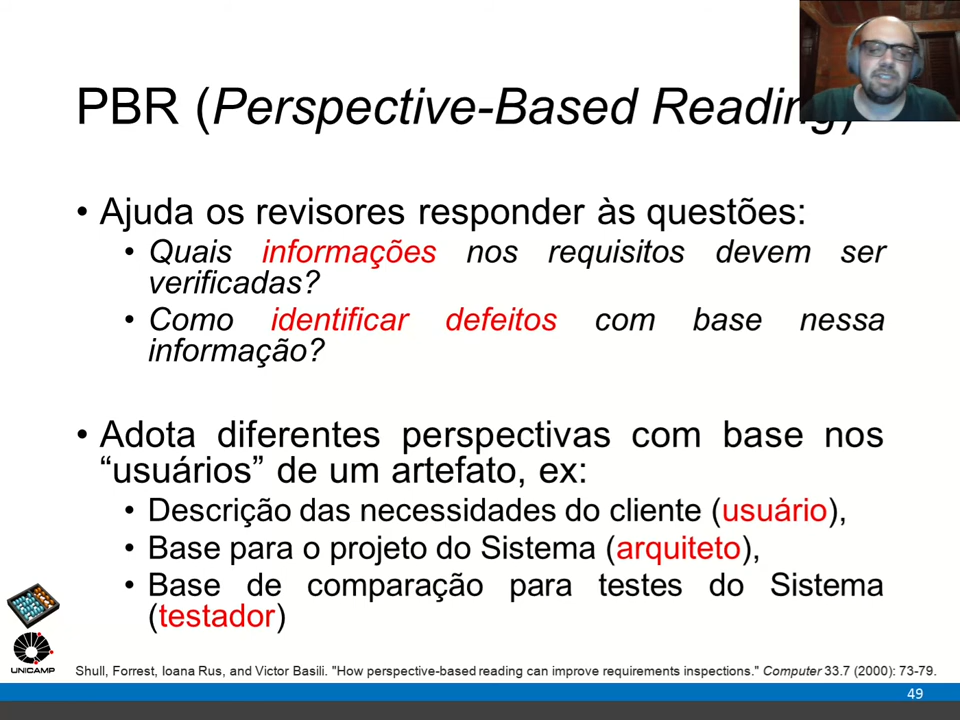 PBR (Perspective-Based Reading)
• Ajuda os revisores responder às questões:
• Quais informações nos requisitos devem ser
verificadas?
• Como identificar defeitos com base nessa
informação?
• Adota diferentes perspectivas com base nos
“usuários” de um artefato, ex:
• Descrição das necessidades do cliente (usuário),
• Base para o projeto do Sistema (arquiteto),
• Base de comparação para testes do Sistema
(testador)
UNICAMP
Shull, Forrest, Ioana Rus, and Victor Basili. "How perspective-based reading can improve requirements inspections." Computer 33.7 (2000): 73-79.
49